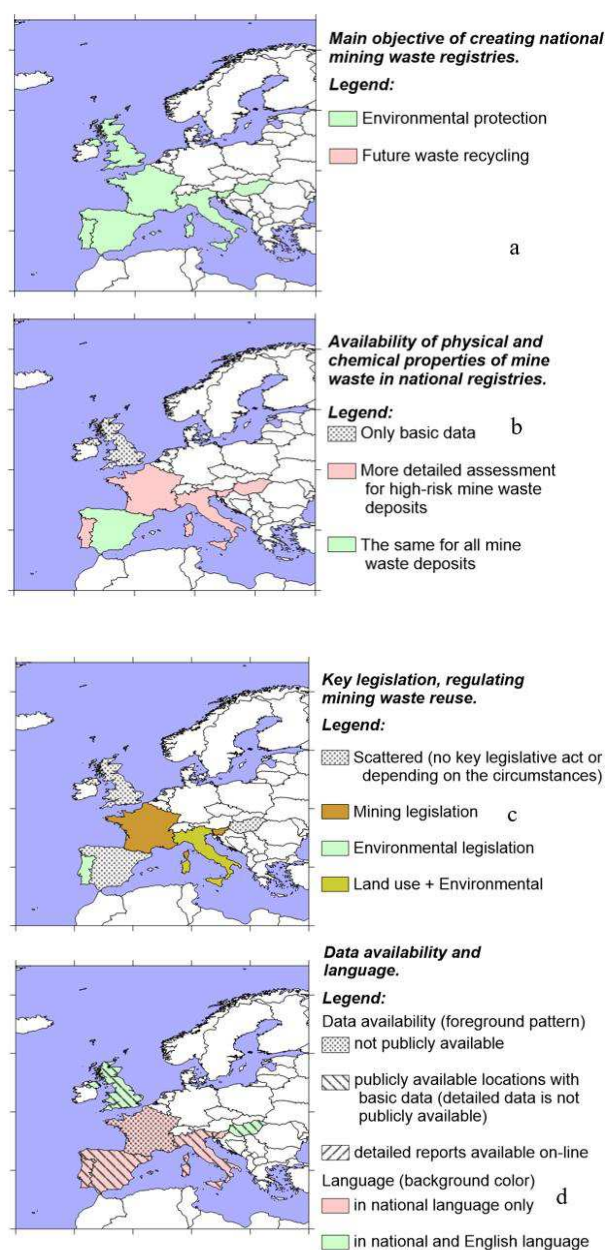 Main objective of creating national
mining waste registries.
Legend:
Environmental protection
Future waste recycling
a
Availability of physical and
chemical properties of mine
waste in national registries.
Legend:
b
Only basic data
More detailed assessment
for high-risk mine waste
deposits
The same for all mine
waste deposits
Key legislation, regulating
mining waste reuse.
Legend:
Scattered (no key legislative act or
depending on the circumstances)
Mining legislation
c
Environmental legislation
Land use + Environmental
Data availability and
language.
Legend:
Data availability (foreground pattern)
not publicly available
publicly available locations with
basic data (detailed data is not
publicly available)
detailed reports available on-line
Language (background color)
in national language only
d
in national and English language